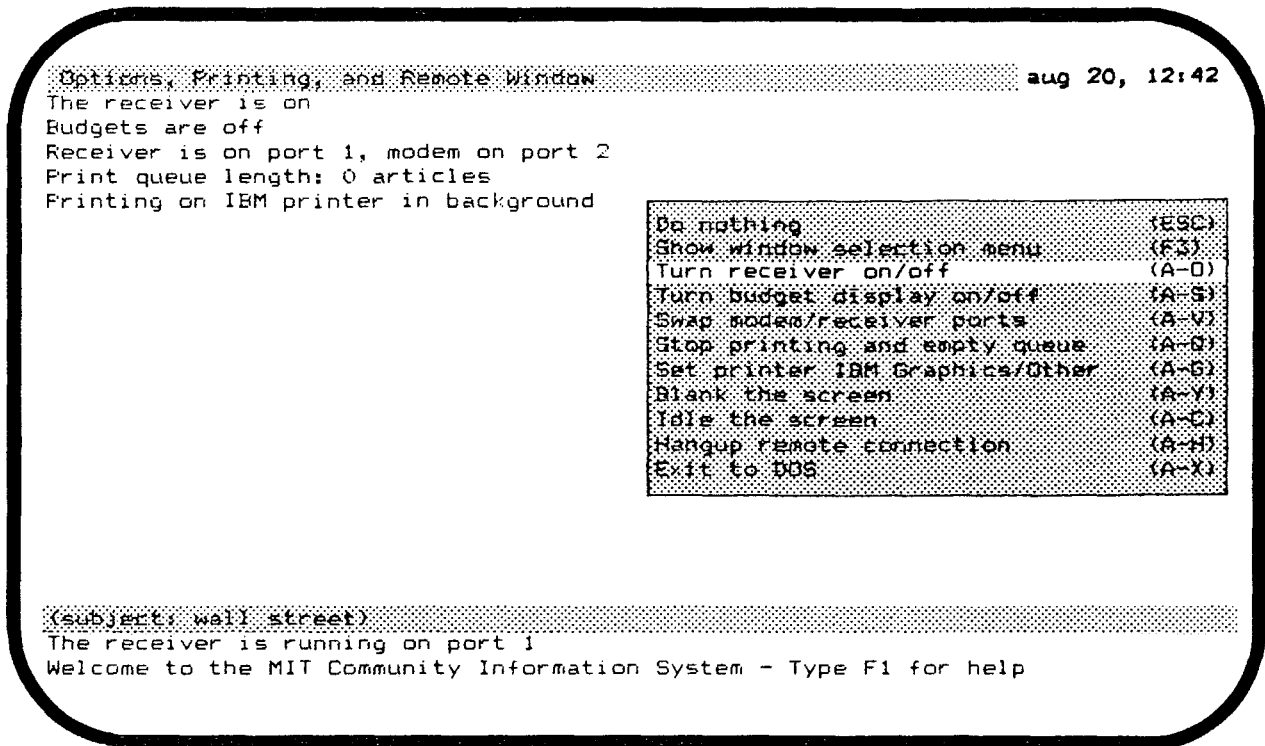 Options, Printing, and Remote Window aug 20, 12:42
The receiver is on
Budgets are off
Receiver is on port 1, modem on port 2
Print queue length: 0 articles
Printing on IBM printer in background
Do nothing (ESC)
Show window selection menu (F3)
Turn receiver on/off (A-O)
Turn budget display on/off (A-S)
Swap modem/receiver ports (A-V)
Stop printing and empty queue (A-Q)
Set printer IBM Graphics/Other (A-G)
Blank the screen (A-Y)
Idle the screen (A-C)
Hangup remote connection (A-H)
Exit to DOS (A-X)
(subject: wall street)
The receiver is running on port 1
Welcome to the MIT Community Information System - Type F1 for help